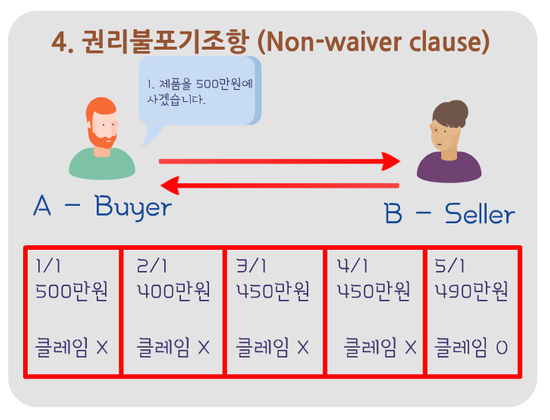 4. 권리불포기조항 (Non-waiver clause)
1. 제품을 500만원에
사겠습니다.
A - Buyer
B - Seller
1/1
500만원
클레임 X
2/1
400만원
클레임 X
3/1
450만원
클레임 X
4/1
450만원
클레임 X
5/1
490만원
클레임 O